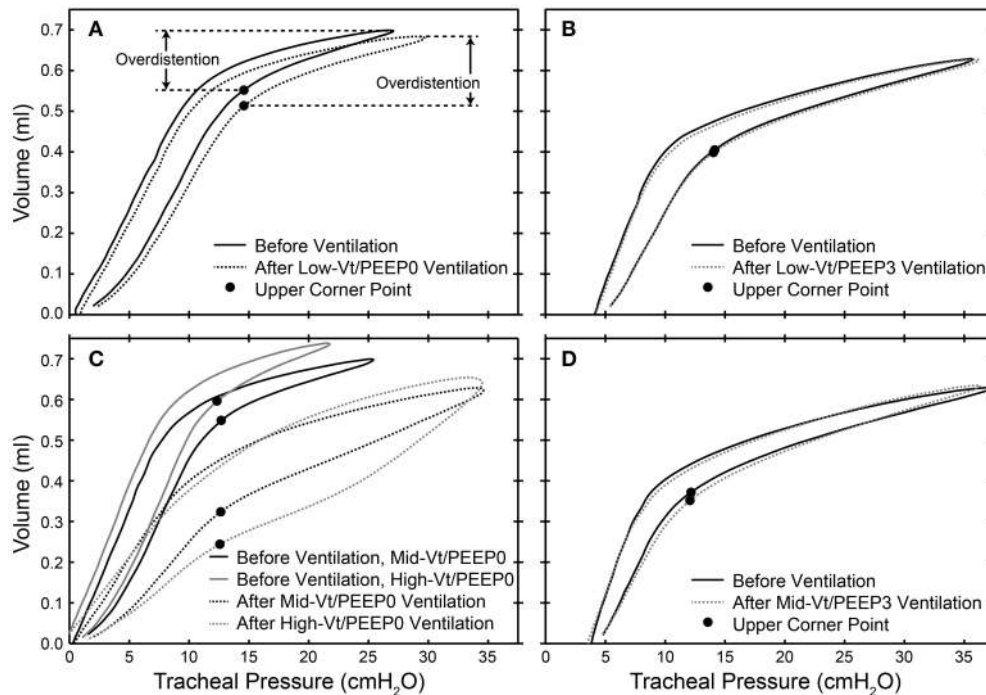 A
Overdistention
Overdistention
Before Ventilation
After Low-Vt/PEEP0 Ventilation
Upper Corner Point
Volume (ml)
0.7
0.6
0.5
0.4
0.3
0.2
0.1
0.0
B
Before Ventilation
After Low-Vt/PEEP3 Ventilation
Upper Corner Point
C
Before Ventilation, Mid-Vt/PEEP0
Before Ventilation, High-Vt/PEEP0
After Mid-Vt/PEEP0 Ventilation
After High-Vt/PEEP0 Ventilation
Volume (ml)
0.7
0.6
0.5
0.4
0.3
0.2
0.1
0.0
0 5 10 15 20 25 30 35
Tracheal Pressure (cmH2O)
D
Before Ventilation
After Mid-Vt/PEEP3 Ventilation
Upper Corner Point
0 5 10 15 20 25 30 35
Tracheal Pressure (cmH2O)